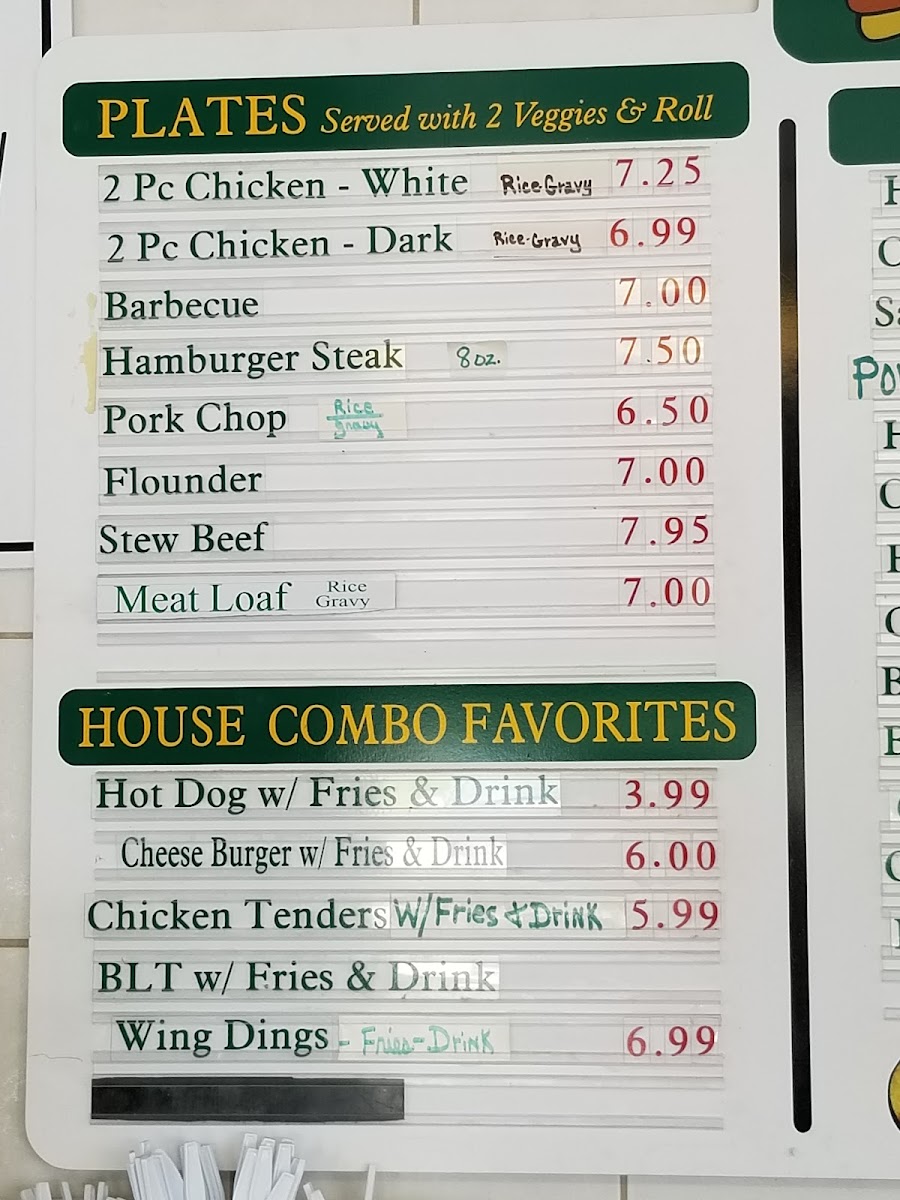 PLATES Served with 2 Veggies & Roll
2 Pc Chicken - White Rice Gravy 7.25
2 Pc Chicken - Dark Rice-Gravy 6.99
Barbecue 7.00
Hamburger Steak 8 oz. 7.50
Pork Chop Rice gravy 6.50
Flounder 7.00
Stew Beef 7.95
Meat Loaf Rice Gravy 7.00
HOUSE COMBO FAVORITES
Hot Dog w/ Fries & Drink 3.99
Cheese Burger w/ Fries & Drink 6.00
Chicken Tenders W/ Fries & Drink 5.99
BLT w/ Fries & Drink
Wing Dings - Fries-Drink 6.99